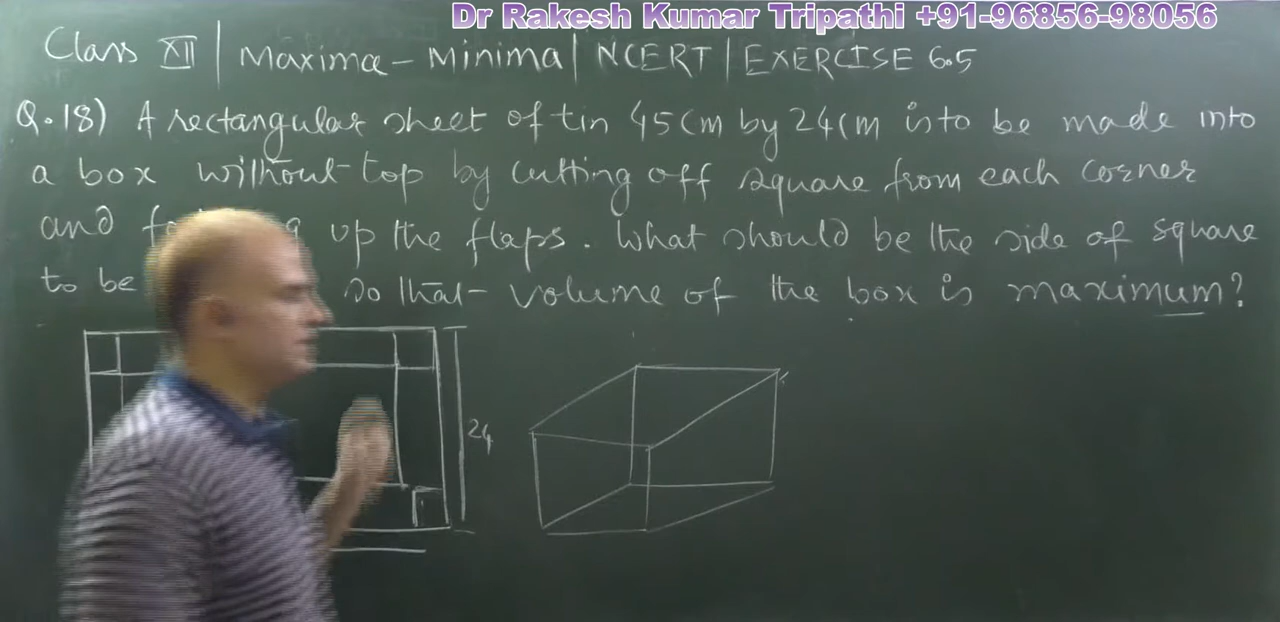 Dr Rakesh Kumar Tripathi +91-96856-98056
Class XII | Maxima - Minima | NCERT | EXERCISE 6.5
Q.18) A rectangular sheet of tin 45cm by 24cm is to be made into
a box without top by cutting off square from each corner
and up the flaps. What should be the side of square
to be so that volume of the box is maximum?
24